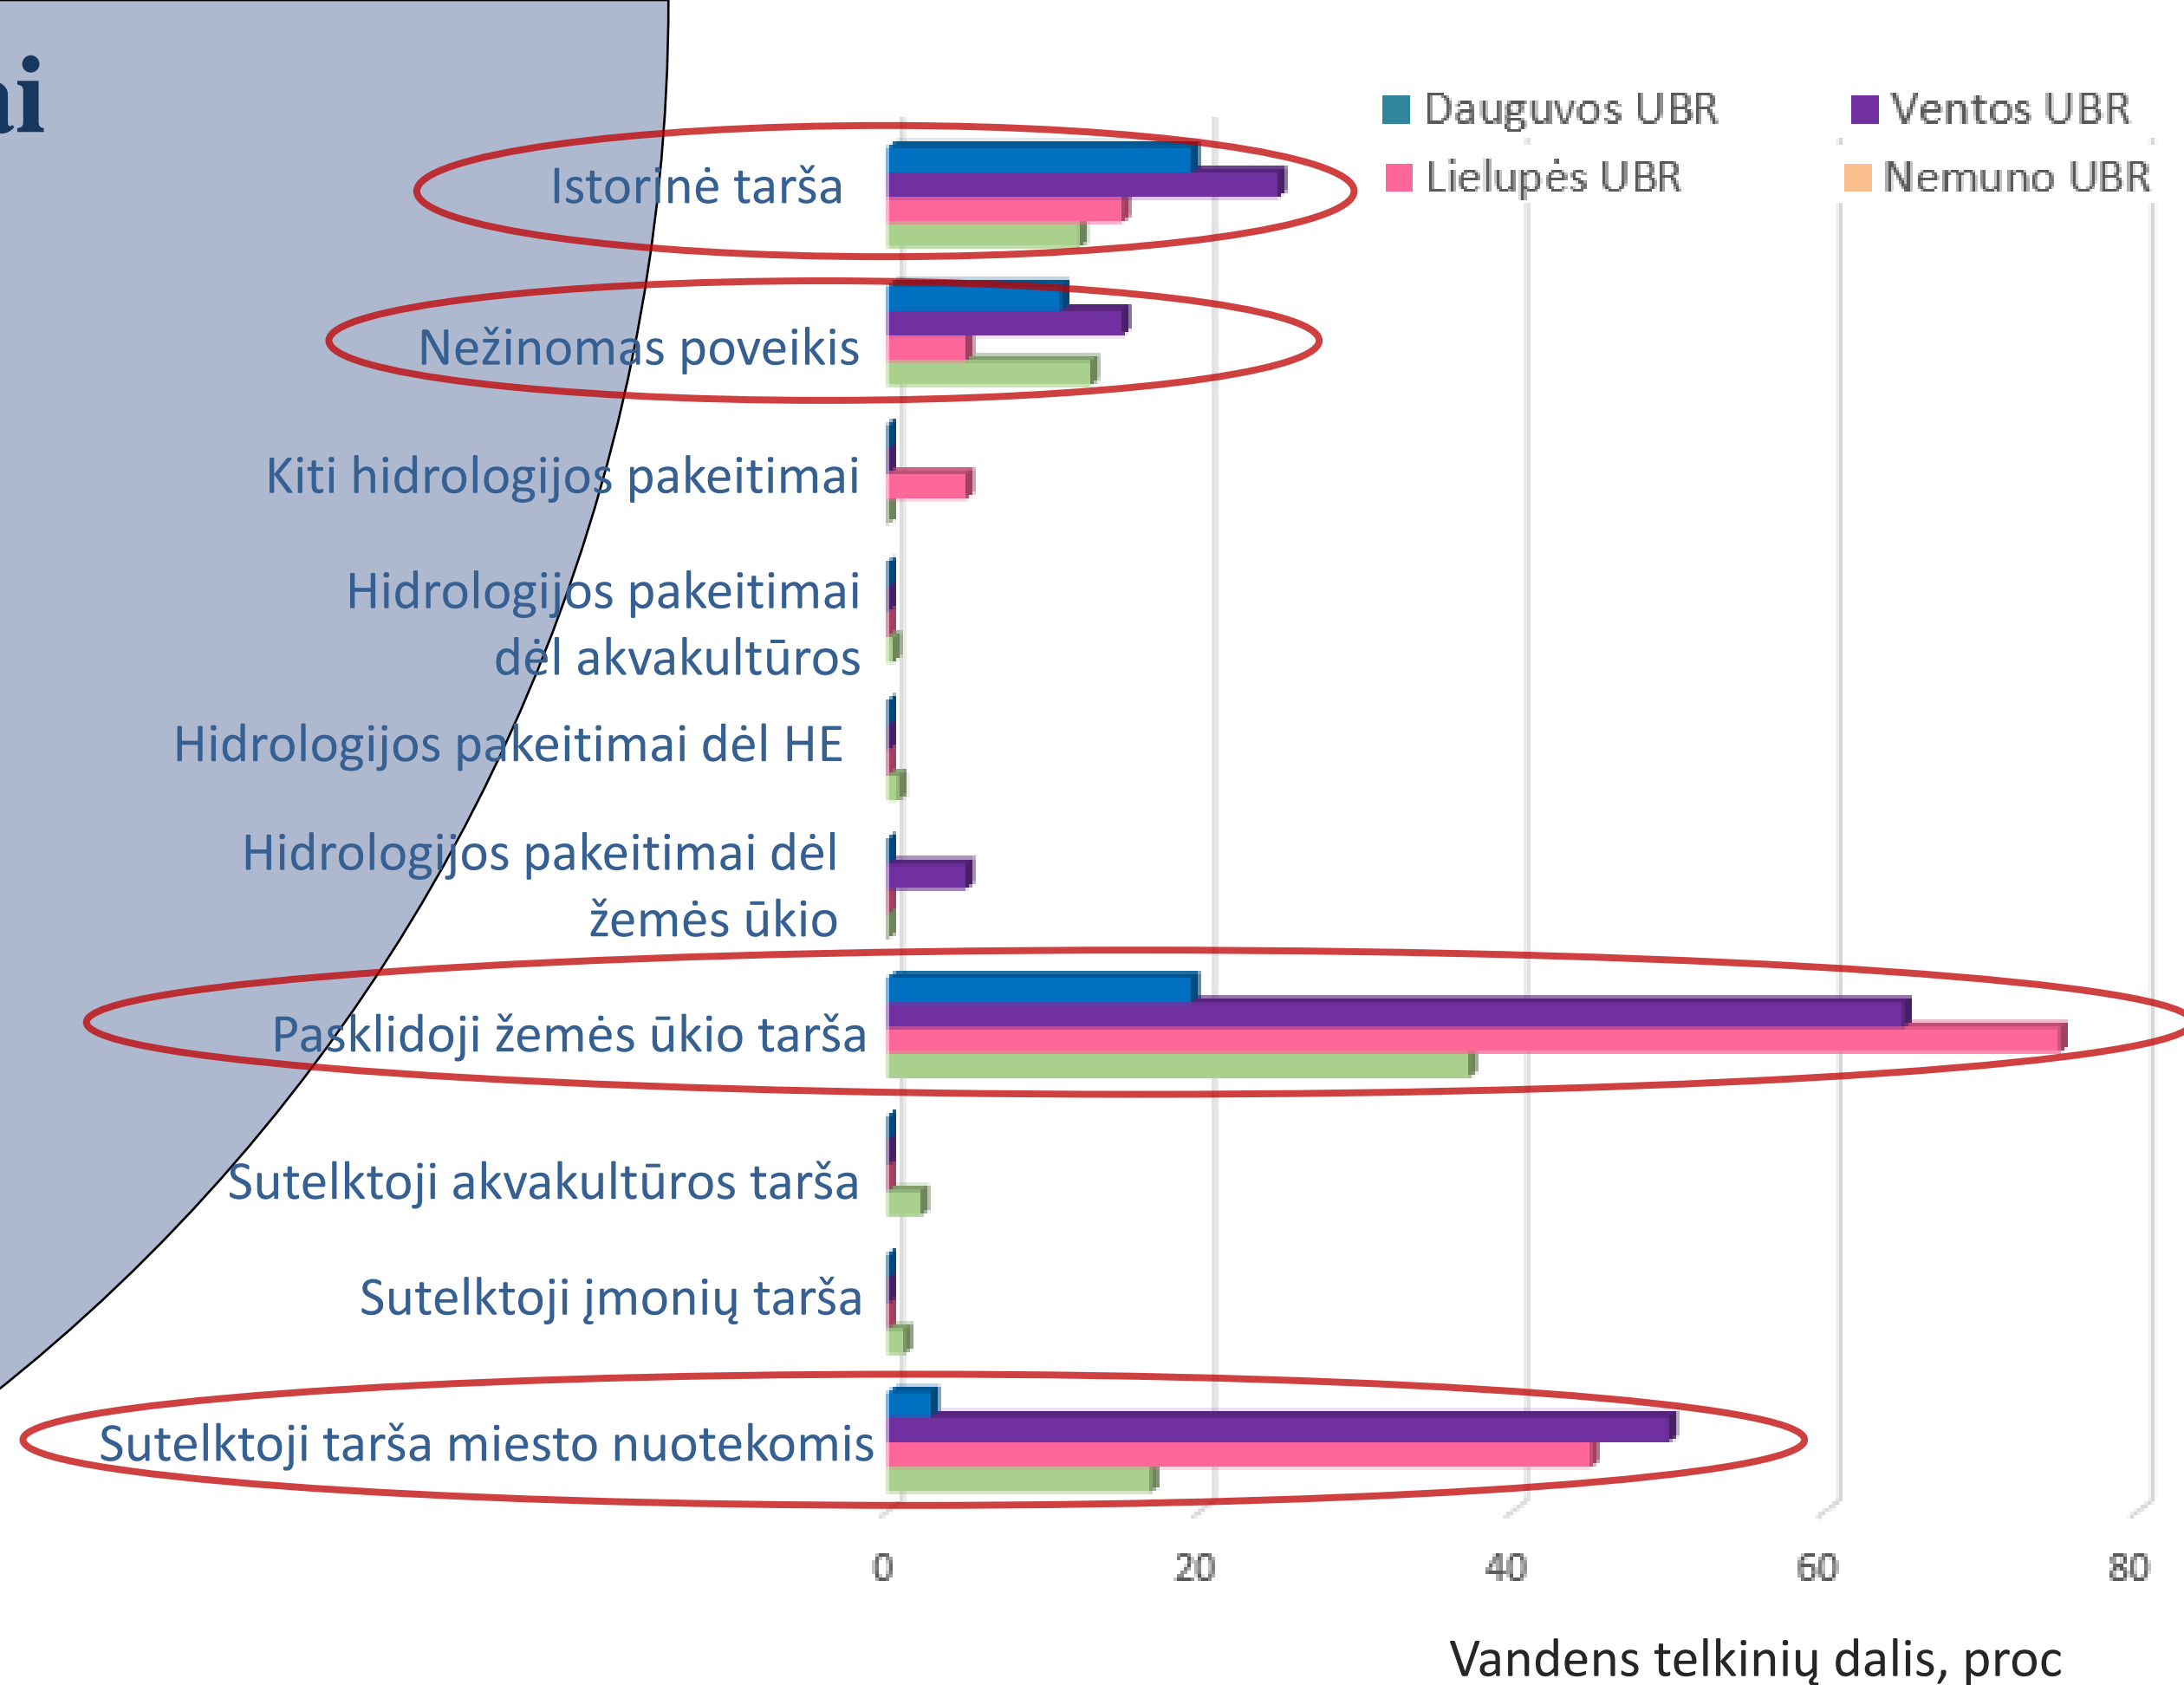 Dauguvos UBR
Ventos UBR
Lielupės UBR
Nemuno UBR
Istorinė tarša
Nežinomas poveikis
Kiti hidrologijos pakeitimai
Hidrologijos pakeitimai
dėl akvakultūros
Hidrologijos pakeitimai dėl HE
Hidrologijos pakeitimai dėl
žemės ūkio
Pasklidoji žemės ūkio tarša
Sutelktoji akvakultūros tarša
Sutelktoji įmonių tarša
Sutelktoji tarša miesto nuotekomis
0 20 40 60 80
Vandens telkinių dalis, proc